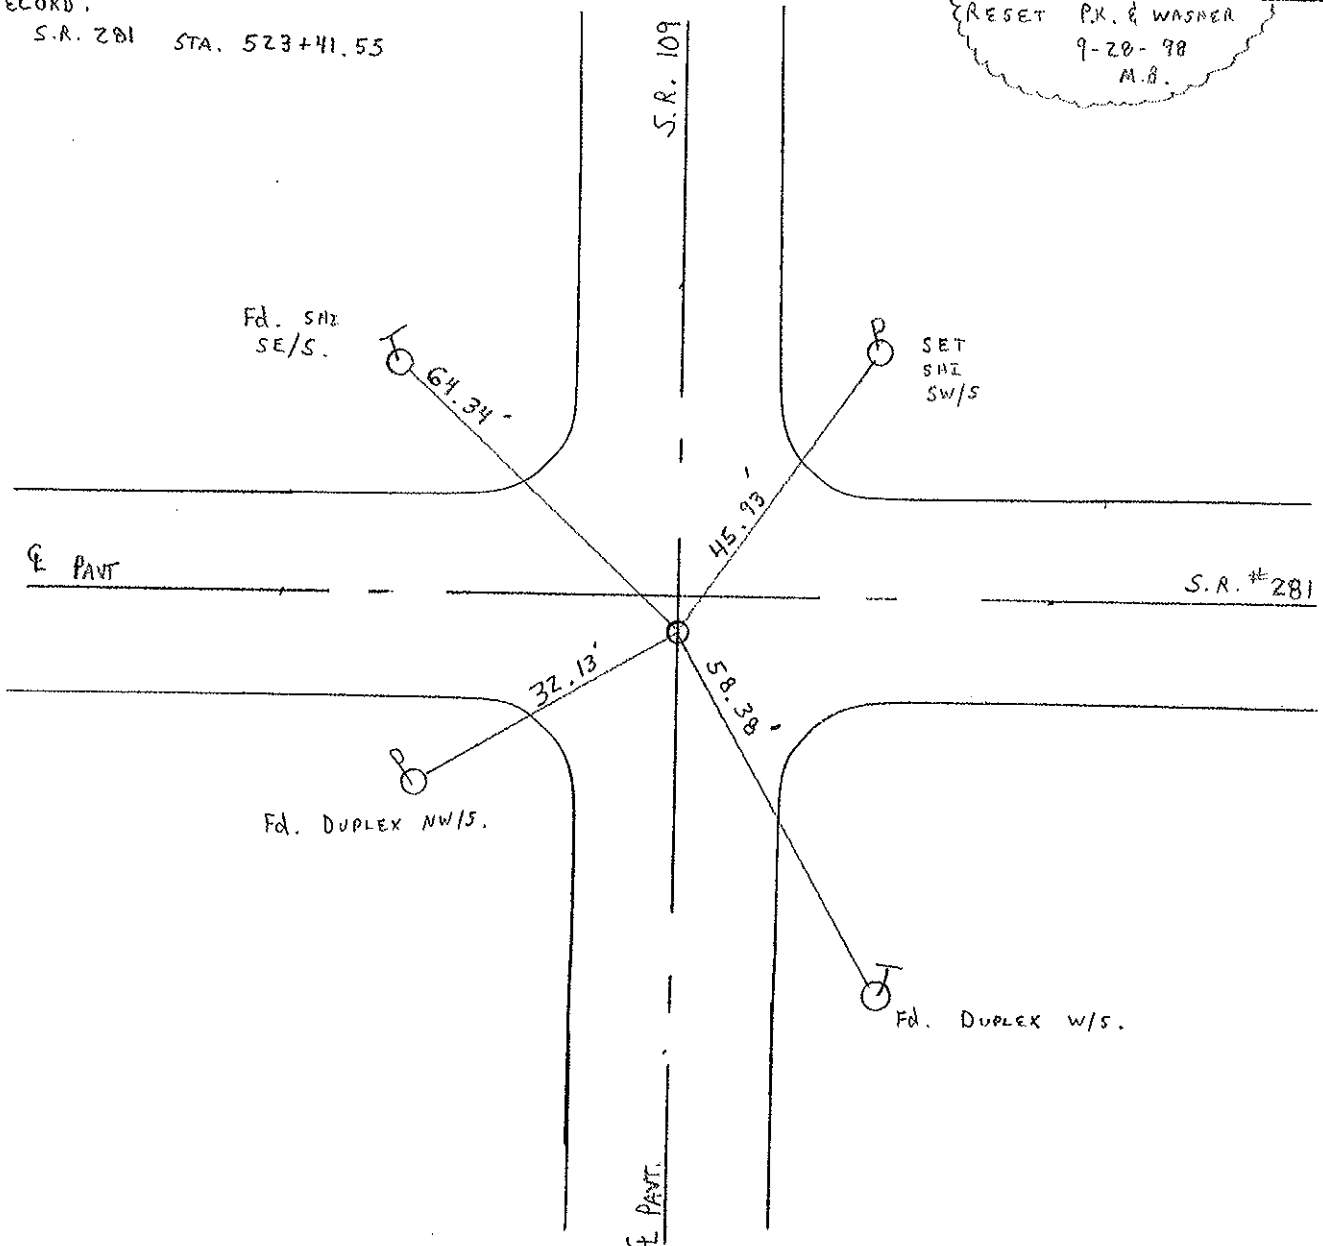 ECORD.
S.R. 281 STA. 523+41.55
RESET P.K. & WASHER
9-28-98
M.B.
S.R. 109
Fd. SHI
SE/S.
P
SET
SHI
SW/S
T
64.34'
45.93'
℄ PAVT
S.R. #281
32.13'
58.38'
P
Fd. DUPLEX NW/S.
T
Fd. DUPLEX W/S.
℄ PAVT.